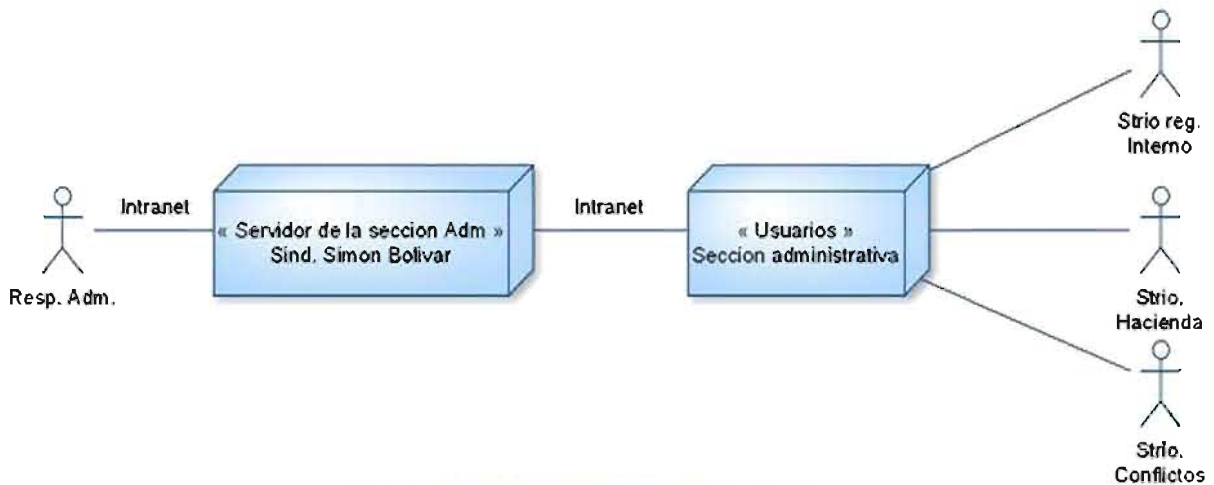 Resp. Adm.
Intranet
« Servidor de la seccion Adm »
Sind. Simon Bolivar
Intranet
« Usuarios »
Seccion administrativa
Strio reg.
Interno
Strio.
Hacienda
Strio.
Conflictos